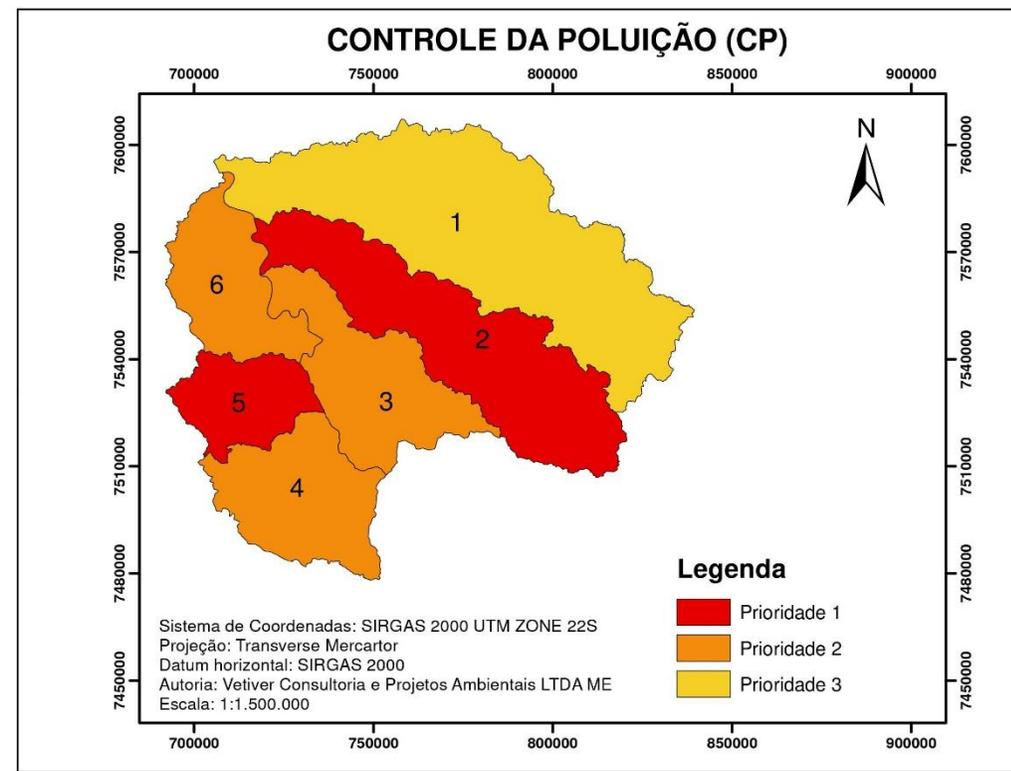 CONTROLE DA POLUIÇÃO (CP)
700000 750000 800000 850000 900000
N
7600000 7600000
1
7570000 7570000
6
2
7540000 7540000
5 3
7510000 7510000
4
7480000 7480000
Legenda
Prioridade 1
Prioridade 2
Prioridade 3
Sistema de Coordenadas: SIRGAS 2000 UTM ZONE 22S
Projeção: Transverse Mercartor
Datum horizontal: SIRGAS 2000
Autoria: Vetiver Consultoria e Projetos Ambientais LTDA ME
Escala: 1:1.500.000
7450000 7450000
700000 750000 800000 850000 900000